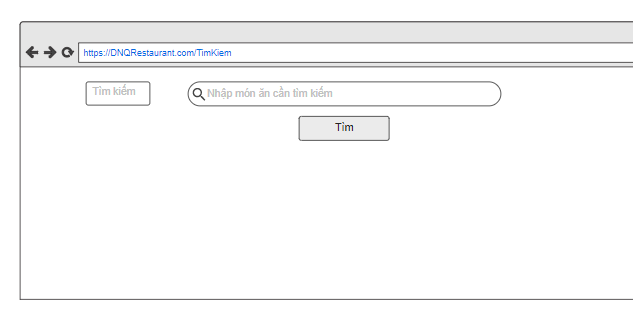 https://DNQRestaurant.com/TimKiem
Tìm kiếm
Nhập món ăn cần tìm kiếm
Tìm